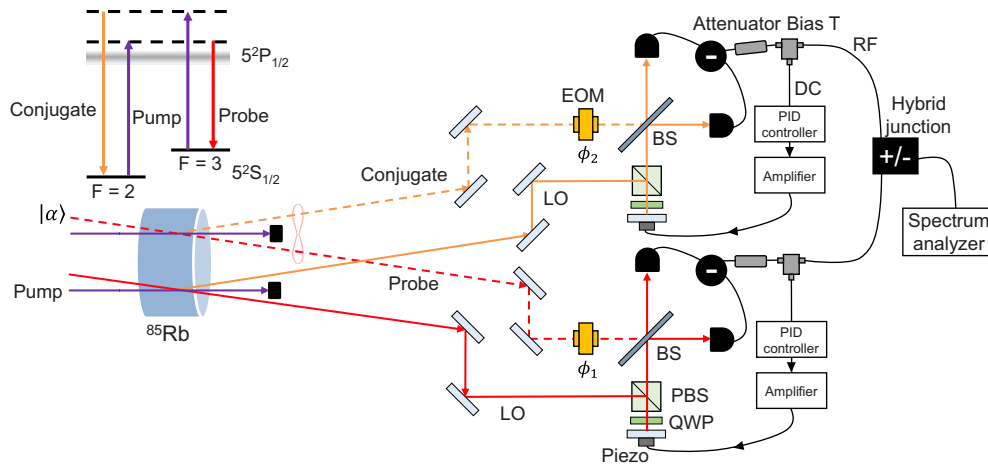 Attenuator Bias T
RF
5²P₁/₂
EOM
DC
Conjugate
Pump
Probe
PID
controller
Hybrid
junction
BS
F = 3
ϕ₂
+/-
F = 2
5²S₁/₂
Conjugate
Amplifier
LO
|α⟩
Spectrum
analyzer
Pump
Probe
⁸⁵Rb
BS
PID
controller
ϕ₁
PBS
Amplifier
LO
QWP
Piezo
-
-